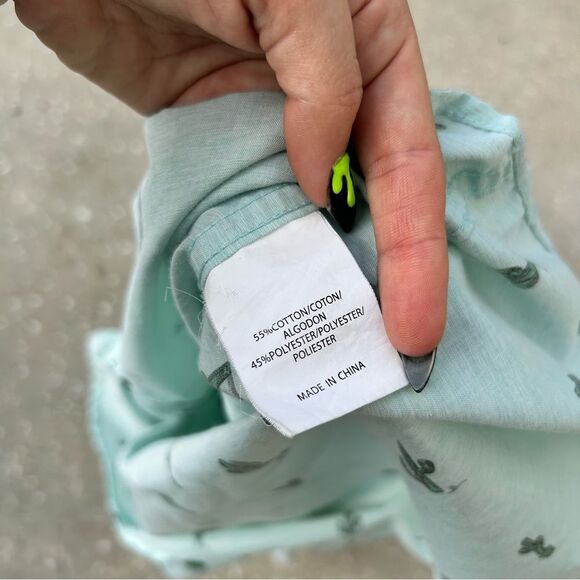 55%COTTON/COTON/
ALGODON
45%POLYESTER/POLYESTER/
POLIESTER
MADE IN CHINA